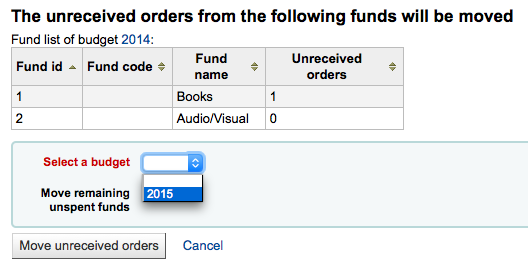 The unreceived orders from the following funds will be moved
Fund list of budget 2014:
Fund id Fund code Fund name Unreceived orders
1 Books 1
2 Audio/Visual 0
Select a budget
2015
Move remaining
unspent funds
Move unreceived orders Cancel